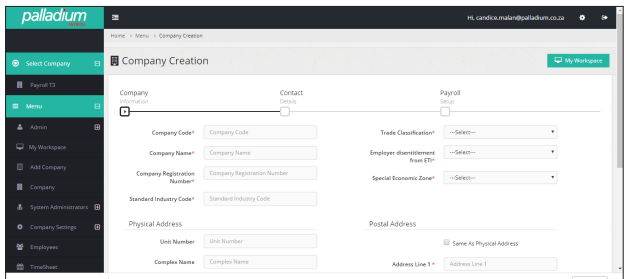 palladium
Hi, candice.malan@palladium.co.za
Home > Menu > Company Creation
Select Company
Company Creation
My Workspace
Payroll T3
Menu
Company
Information
Contact
Details
Payroll
Setup
Admin
My Workspace
Add Company
Company
System Administrators
Company Settings
Employees
TimeSheet
Company Code* Company Code
Trade Classification* ---Select---
Company Name* Company Name
Employer disentitlement
from ETI* ---Select---
Company Registration
Number* Company Registration Number
Special Economic Zone* ---Select---
Standard Industry Code* Standard Industry Code
Physical Address
Postal Address
Unit Number Unit Number
Same As Physical Address
Complex Name Complex Name
Address Line 1 * Address Line 1